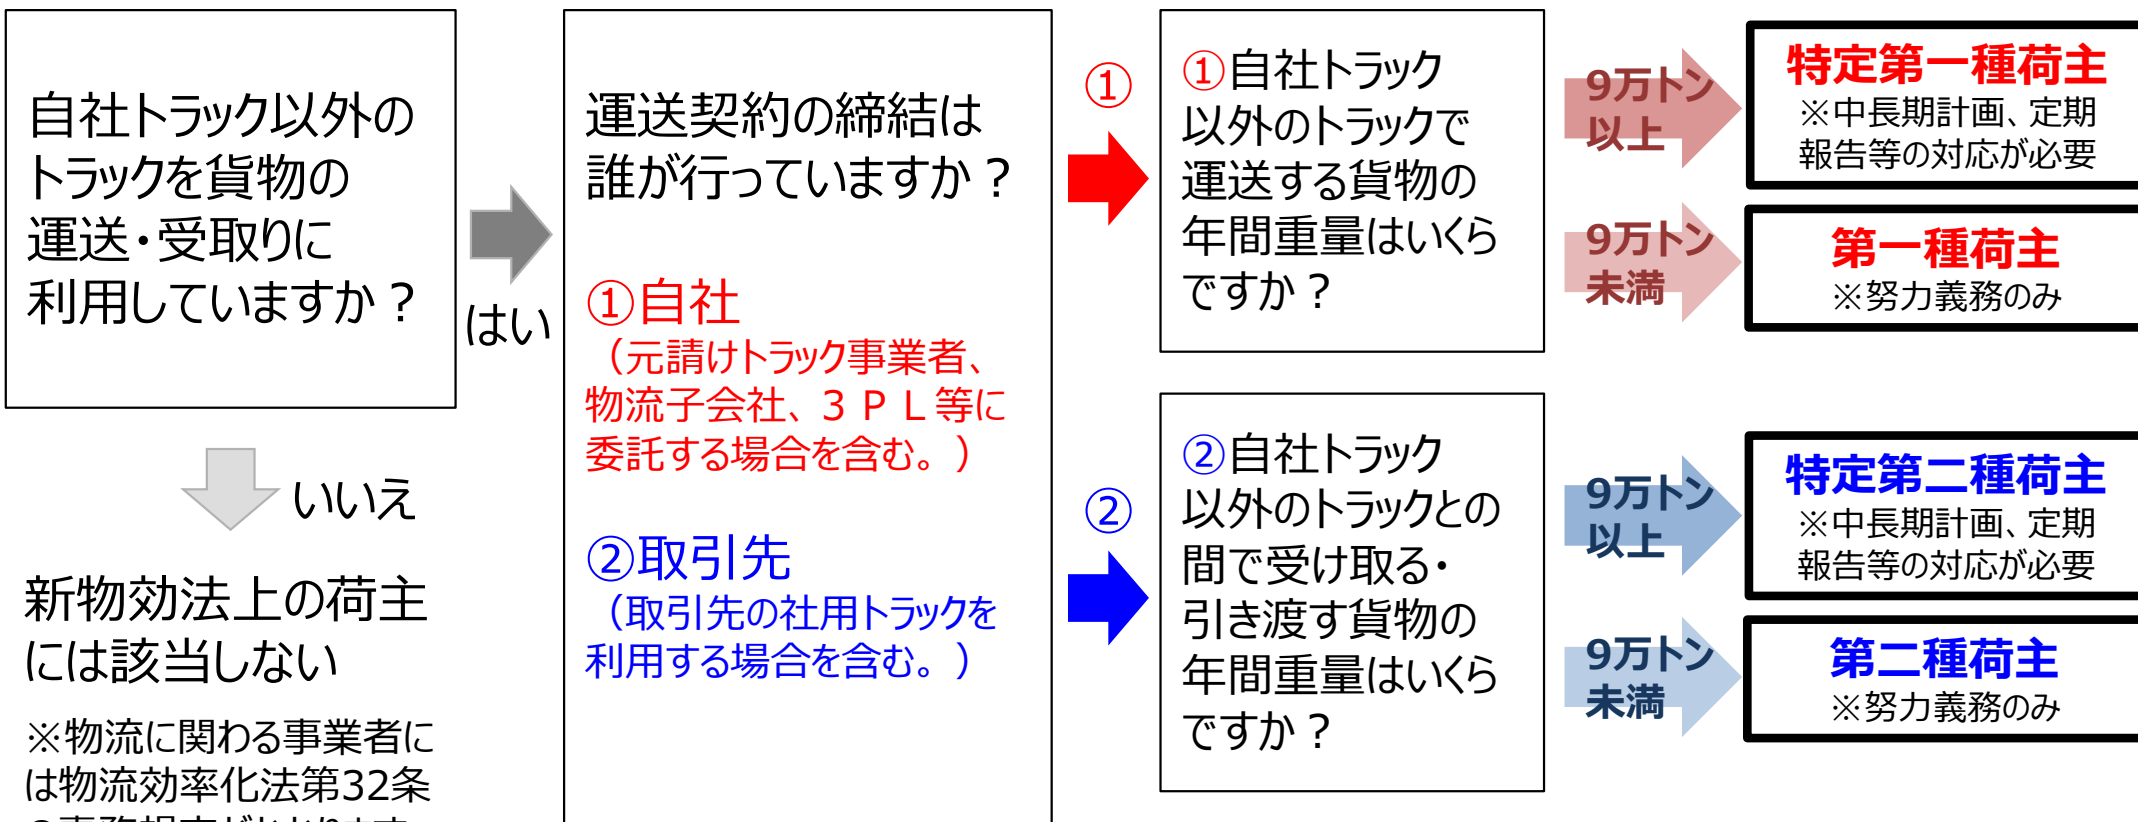 自社トラック以外の
トラックを貨物の
運送・受取りに
利用していますか？
はい
いいえ
新物効法上の荷主
には該当しない
※物流に関わる事業者に
は物流効率化法第32条
運送契約の締結は
誰が行っていますか？
①自社
（元請けトラック事業者、
物流子会社、３ＰＬ等に
委託する場合を含む。）
②取引先
（取引先の社用トラックを
利用する場合を含む。）
①
①自社トラック
以外のトラックで
運送する貨物の
年間重量はいくら
ですか？
9万トン
以上
特定第一種荷主
※中長期計画、定期
報告等の対応が必要
9万トン
未満
第一種荷主
※努力義務のみ
②
②自社トラック
以外のトラックとの
間で受け取る・
引き渡す貨物の
年間重量はいくら
ですか？
9万トン
以上
特定第二種荷主
※中長期計画、定期
報告等の対応が必要
9万トン
未満
第二種荷主
※努力義務のみ